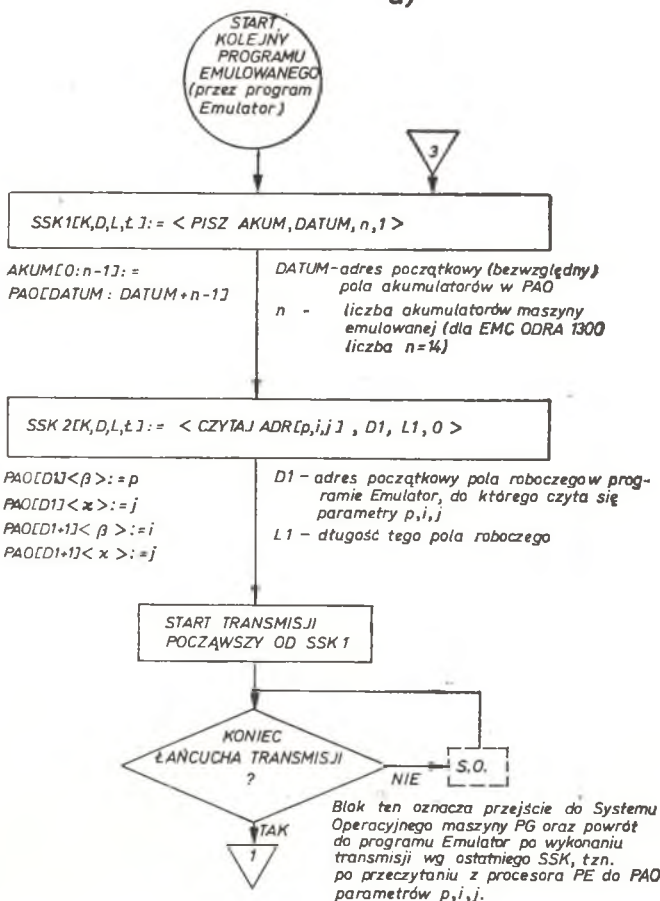 a)
START
KOLEJNY
PROGRAMU
EMULOWANEGO
(przez program
Emulator)
3
SSK1[K,D,L,Ł]:= < PISZ AKUM, DATUM, n, 1 >
AKUM[0:n-1]:=
PAO[DATUM: DATUM+n-1]
DATUM-adres początkowy (bezwzględny)
pola akumulatorów w PAO
n - liczba akumulatorów maszyny
emulowanej (dla EMC ODRA 1300
liczba n=14)
SSK 2[K,D,L,Ł]:= < CZYTAJ ADR[p,i,j] , D1, L1, 0 >
PAO[D1]<β>:=p
PAO[D1]<x>:=j
PAO[D1+1]<β>:=i
PAO[D1+1]<x>:=j
D1 - adres początkowy pola roboczego w prog-
ramie Emulator, do którego czyta się
parametry p,i,j
L1 - długość tego pola roboczego
START TRANSMISJI
POCZĄWSZY OD SSK1
KONIEC
ŁAŃCUCHA TRANSMISJI
?
NIE
S.O.
TAK
1
Blok ten oznacza przejście do Systemu
Operacyjnego maszyny PG oraz powrót
do programu Emulator po wykonaniu
transmisji wg ostatniego SSK, tzn.
po przeczytaniu z procesora PE do PAO
parametrów p,i,j.